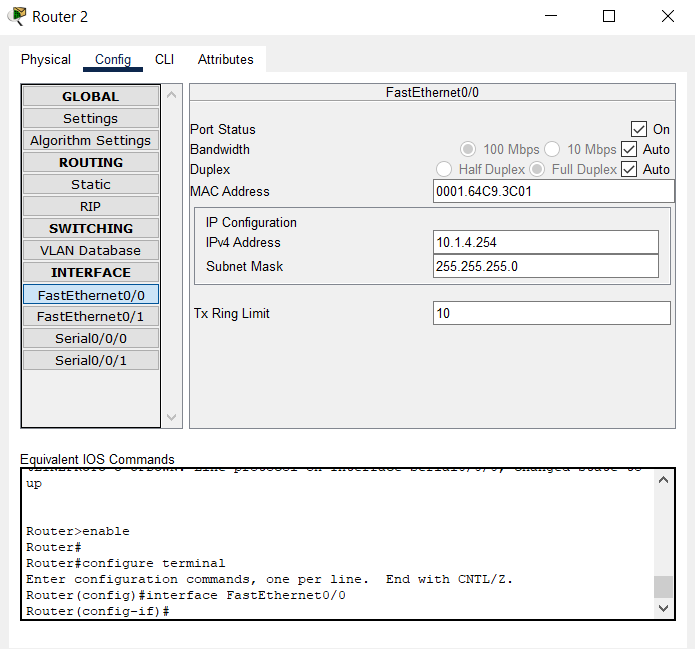 Router 2
Physical Config CLI Attributes
GLOBAL
Settings
Algorithm Settings
ROUTING
Static
RIP
SWITCHING
VLAN Database
INTERFACE
FastEthernet0/0
FastEthernet0/1
Serial0/0/0
Serial0/0/1
FastEthernet0/0
Port Status On
Bandwidth 100 Mbps 10 Mbps Auto
Duplex Half Duplex Full Duplex Auto
MAC Address 0001.64C9.3C01
IP Configuration
IPv4 Address 10.1.4.254
Subnet Mask 255.255.255.0
Tx Ring Limit 10
Equivalent IOS Commands
up
Router>enable
Router#
Router#configure terminal
Enter configuration commands, one per line. End with CNTL/Z.
Router(config)#interface FastEthernet0/0
Router(config-if)#